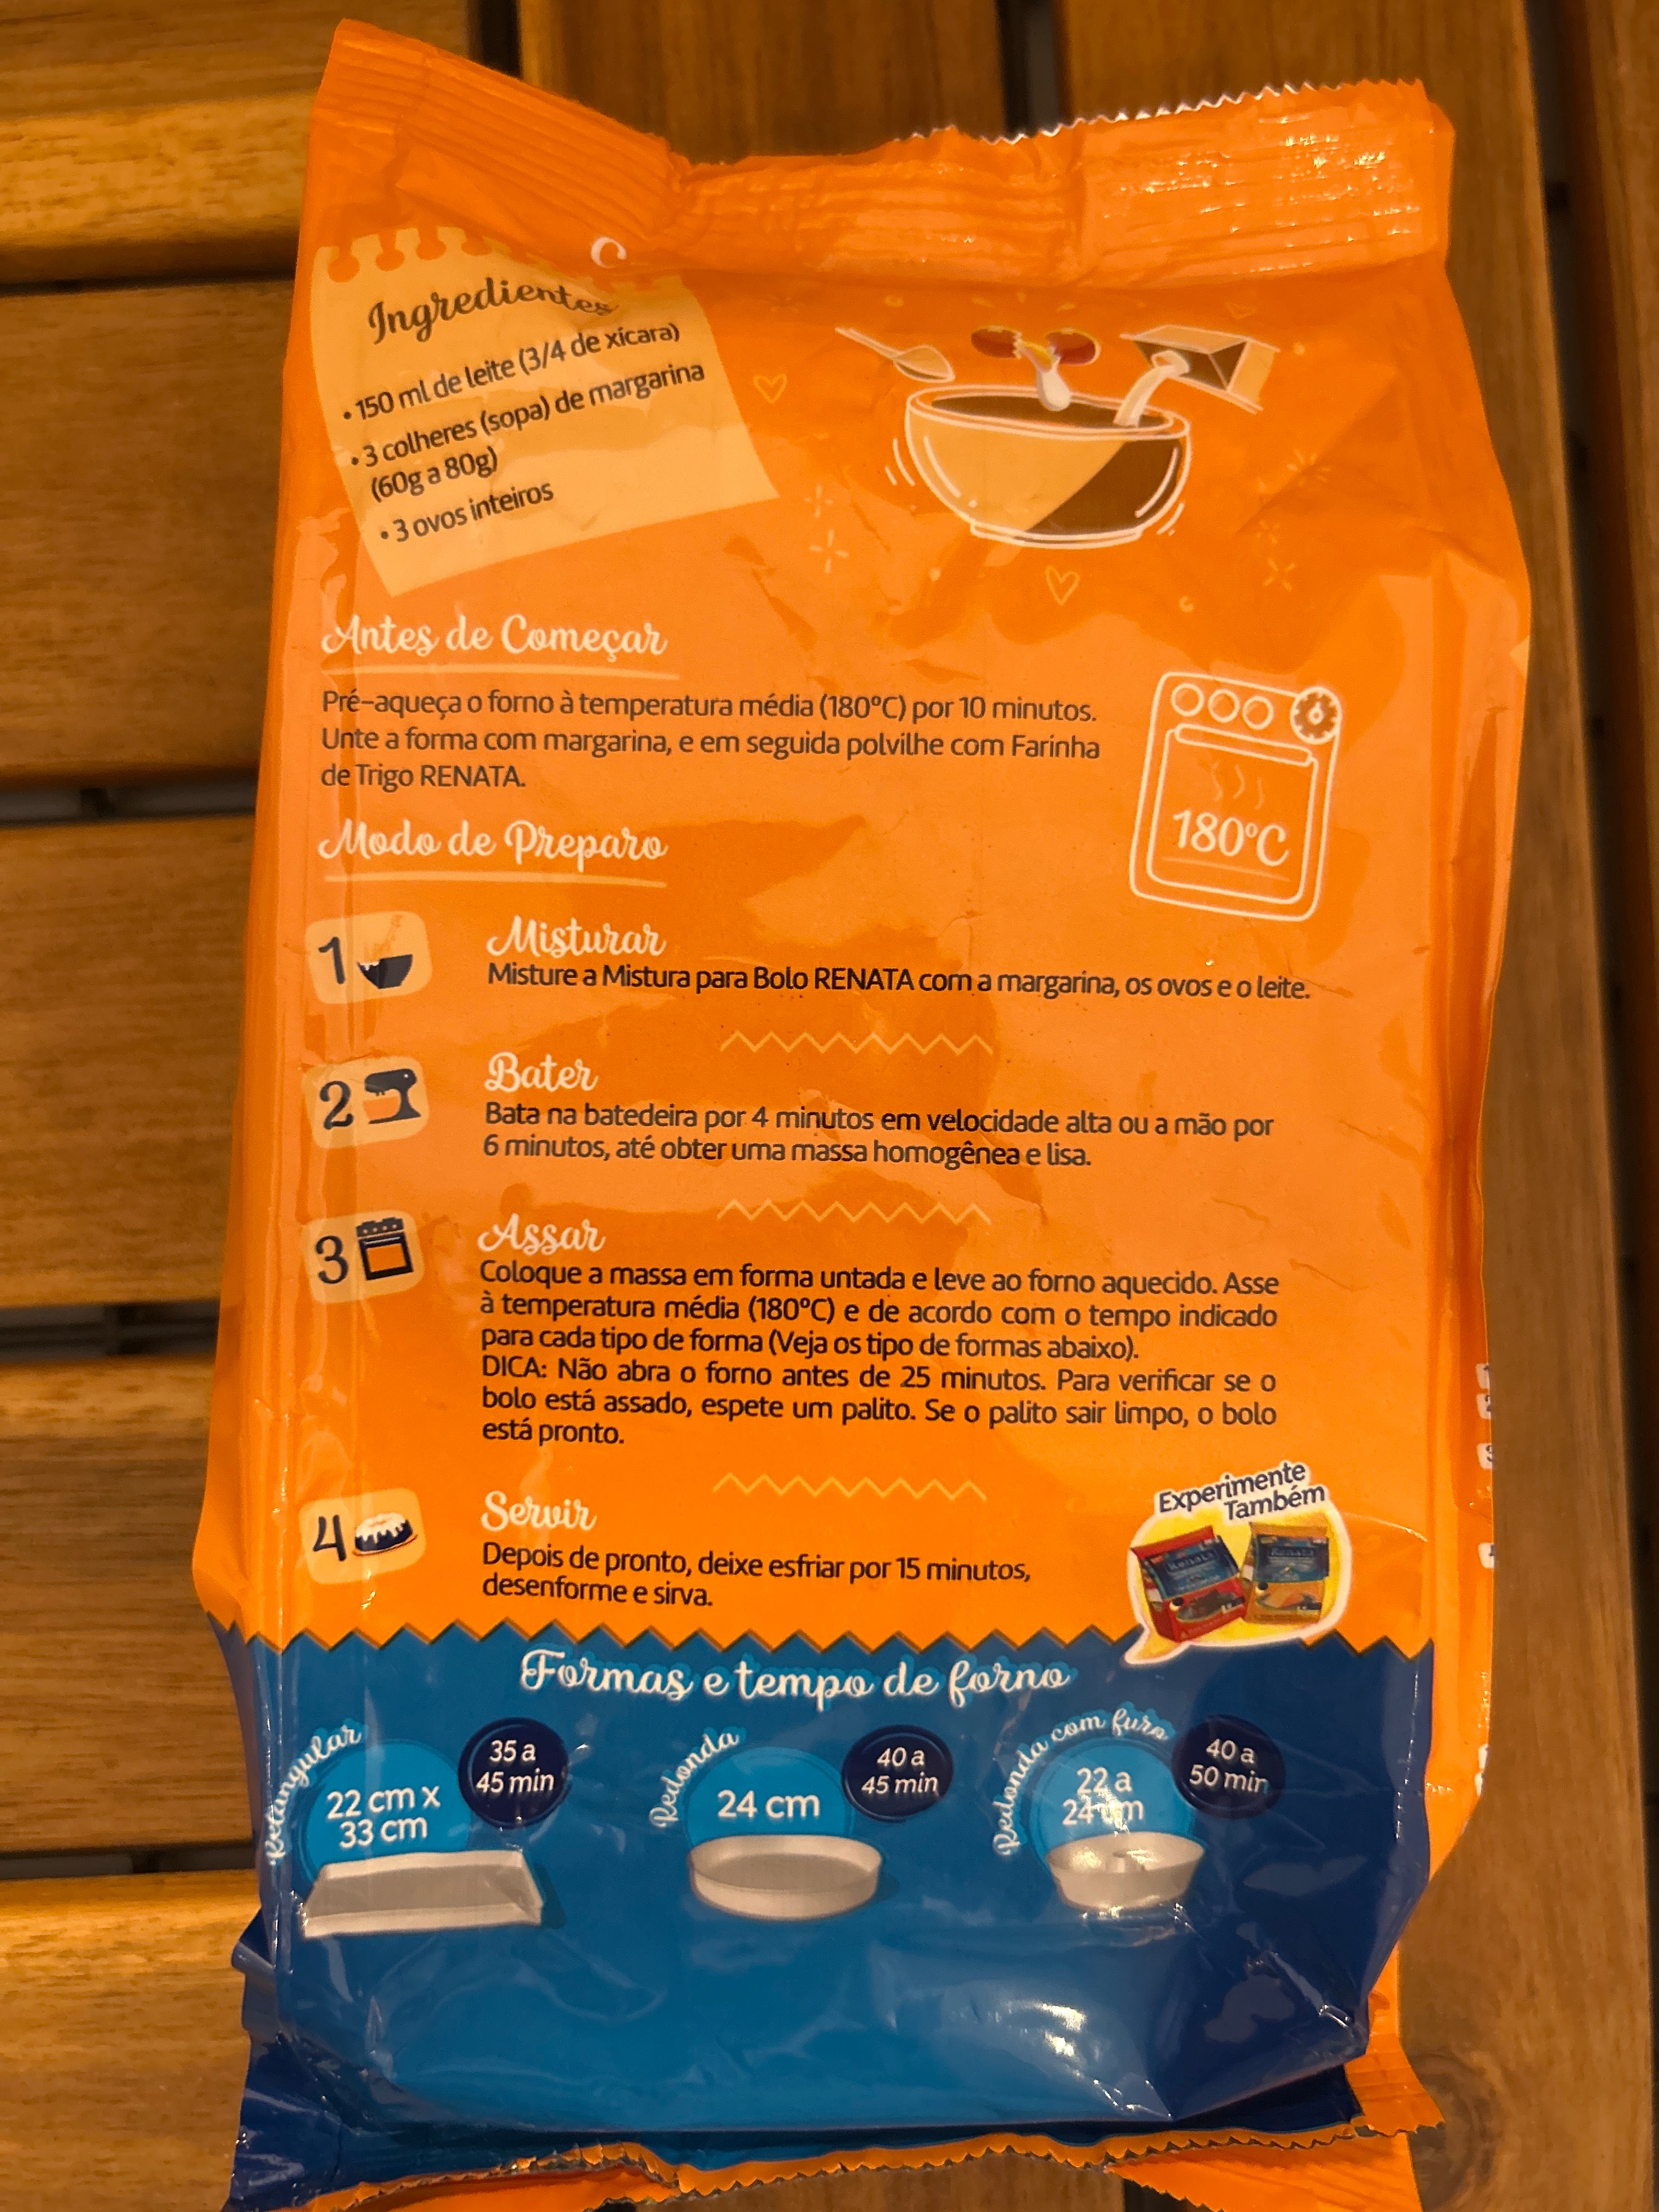 Ingredientes
• 150 ml de leite (3/4 de xícara)
• 3 colheres (sopa) de margarina
(60g a 80g)
• 3 ovos inteiros
Antes de Começar
Pré-aqueça o forno à temperatura média (180°C) por 10 minutos.
Unte a forma com margarina, e em seguida polvilhe com Farinha
de Trigo RENATA.
180°C
Modo de Preparo
1
Misturar
Misture a Mistura para Bolo RENATA com a margarina, os ovos e o leite.
2
Bater
Bata na batedeira por 4 minutos em velocidade alta ou a mão por
6 minutos, até obter uma massa homogênea e lisa.
3
Assar
Coloque a massa em forma untada e leve ao forno aquecido. Asse
à temperatura média (180°C) e de acordo com o tempo indicado
para cada tipo de forma (Veja os tipo de formas abaixo).
DICA: Não abra o forno antes de 25 minutos. Para verificar se o
bolo está assado, espete um palito. Se o palito sair limpo, o bolo
está pronto.
4
Servir
Depois de pronto, deixe esfriar por 15 minutos,
desenforme e sirva.
Experimente
Também
Renata
Renata
Formas e tempo de forno
Retangular
22 cm x
33 cm
35 a
45 min
Redonda
24 cm
40 a
45 min
Redonda com furo
22 a
24 cm
40 a
50 min